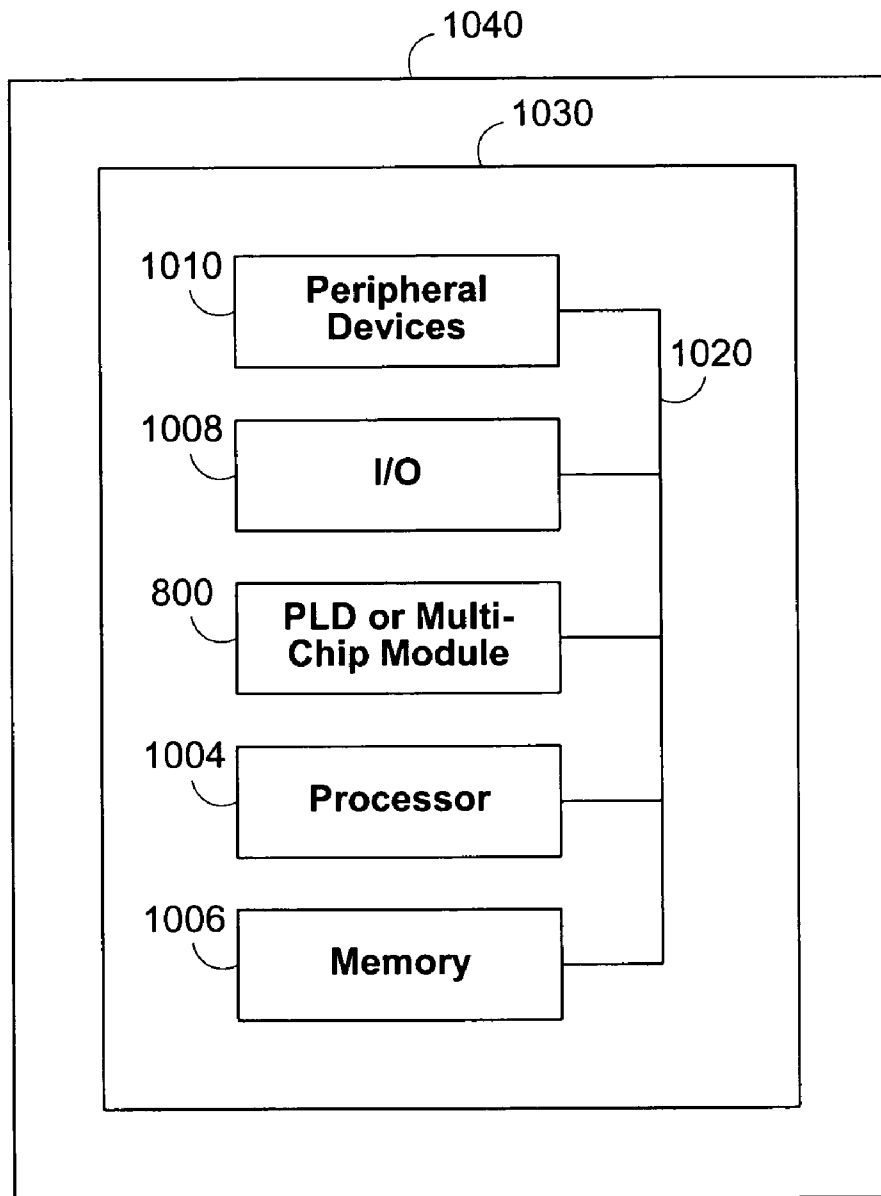 1040
1030
1010
Peripheral
Devices
1020
1008
I/O
800
PLD or Multi-
Chip Module
1004
Processor
1006
Memory